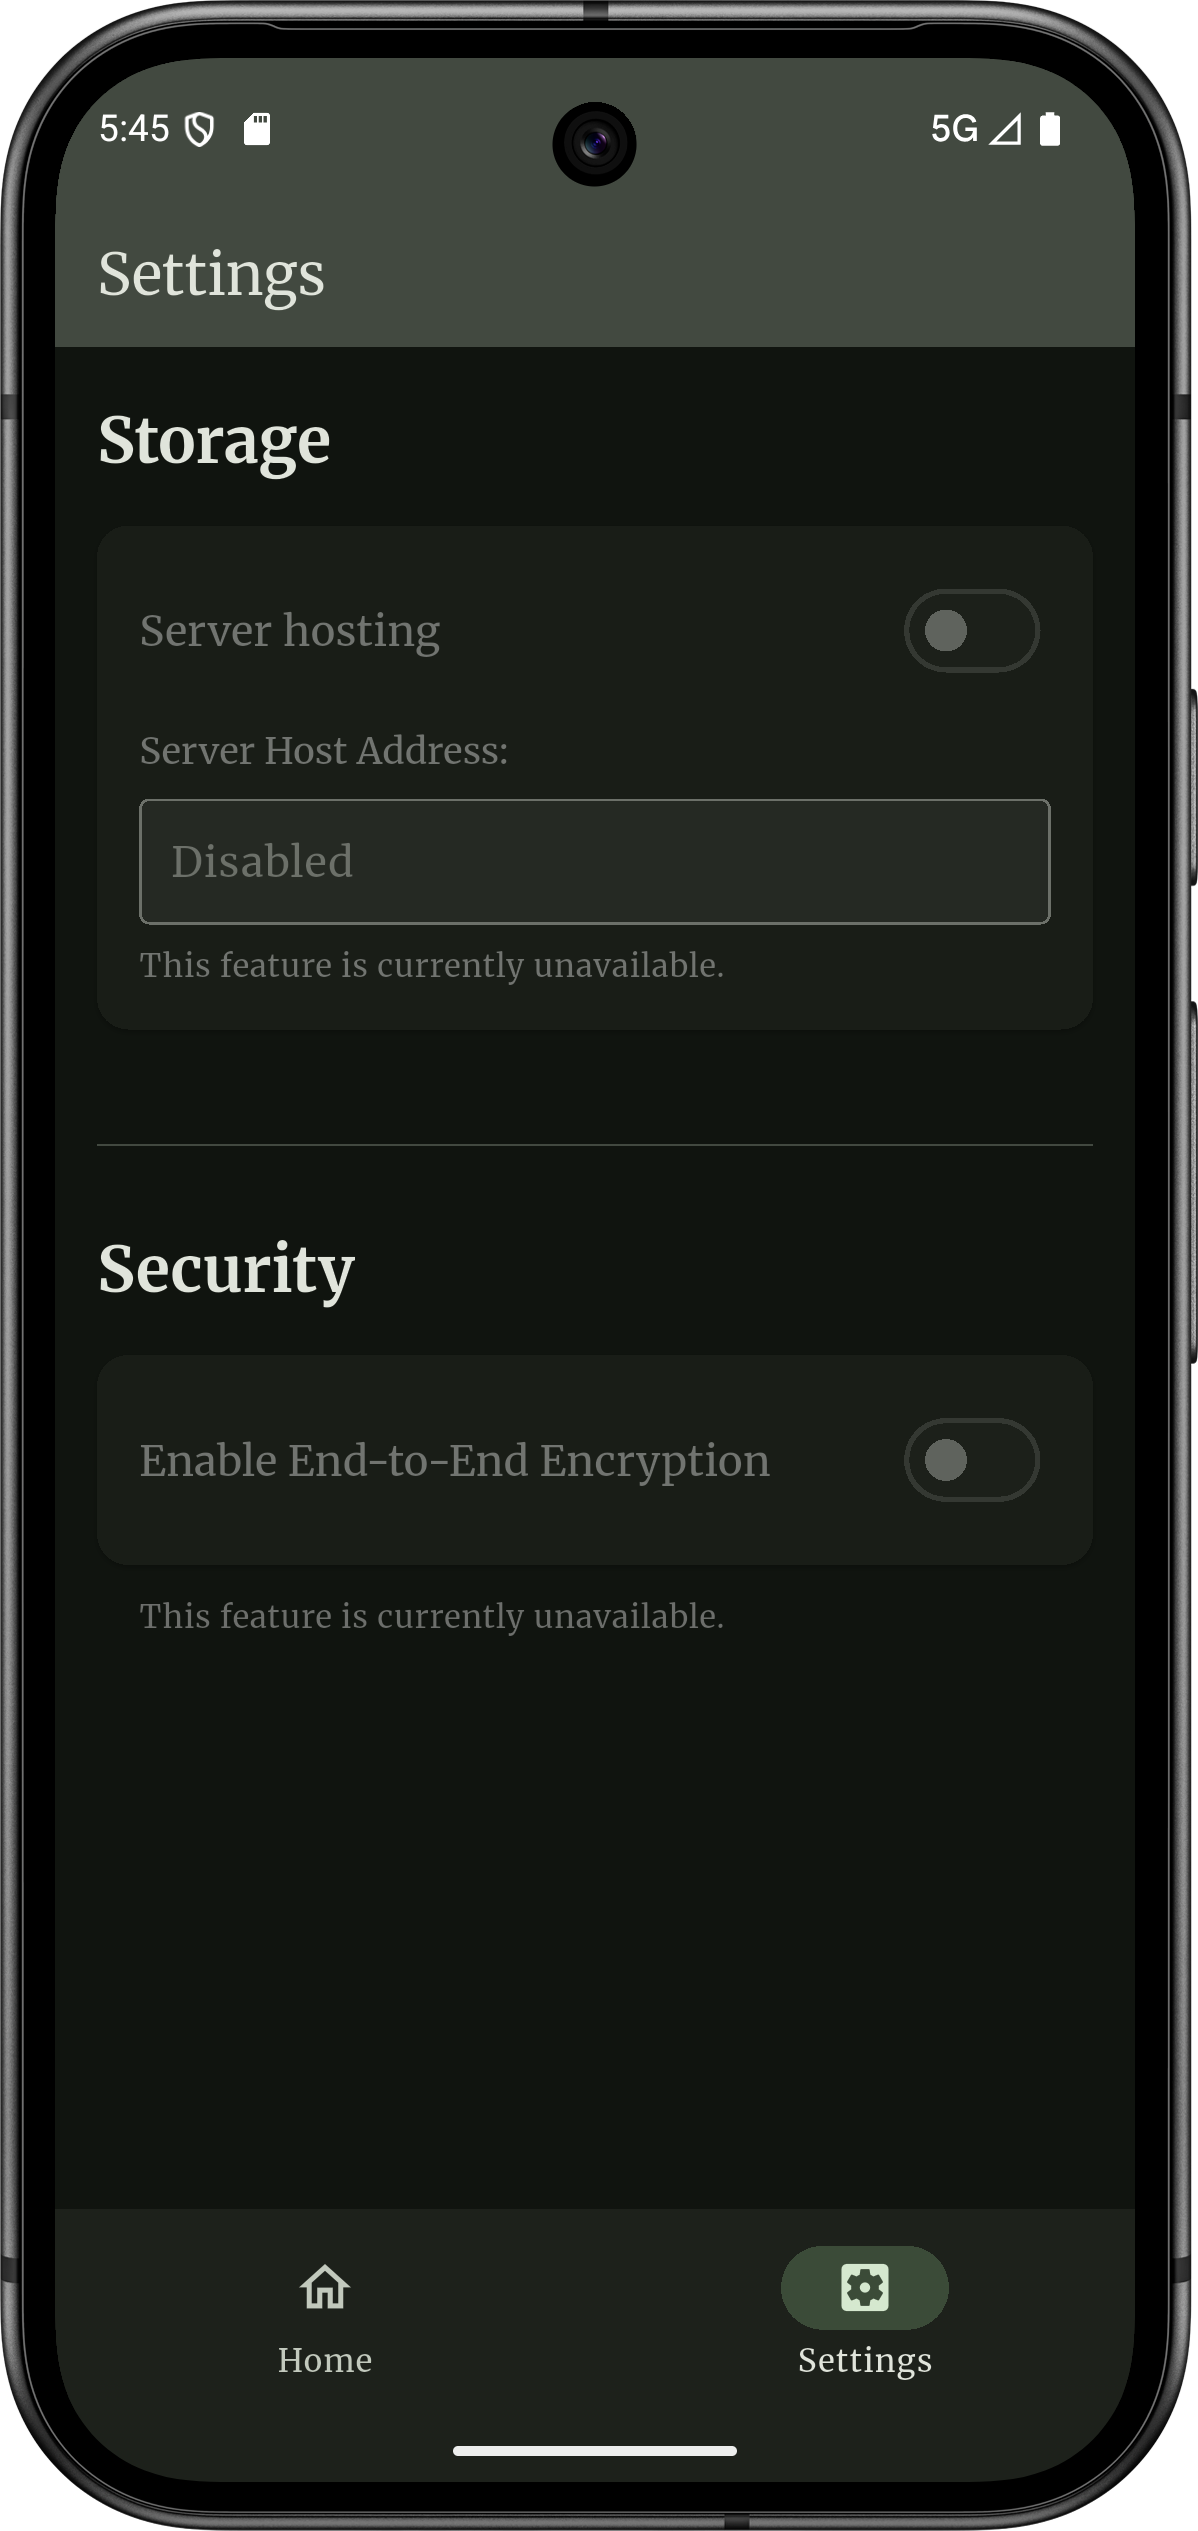 5:45 5G
Settings
Storage
Server hosting
Server Host Address:
Disabled
This feature is currently unavailable.
Security
Enable End-to-End Encryption
This feature is currently unavailable.
Home Settings